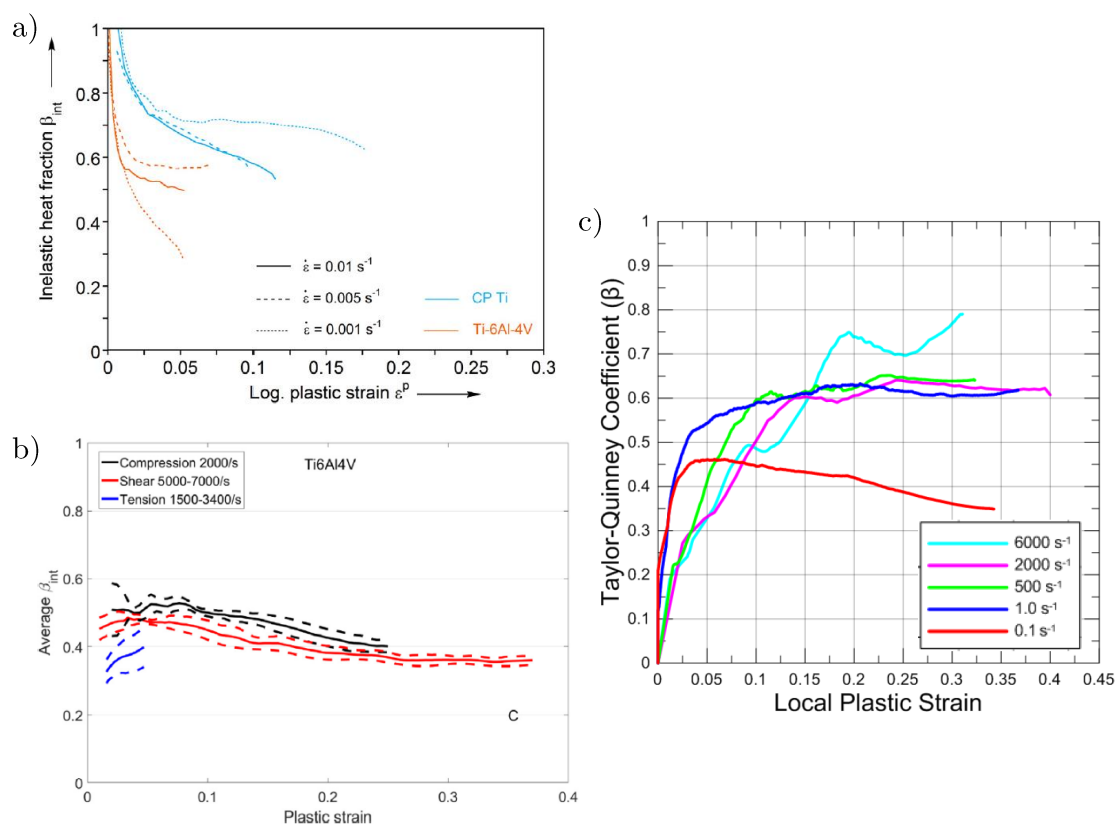 a)
1
0.8
0.6
0.4
0.2
0
0
0.05
0.1
0.15
0.2
0.25
0.3
Inelastic heat fraction βint
Log. plastic strain εᵖ
ε̇ = 0.01 s⁻¹
ε̇ = 0.005 s⁻¹
ε̇ = 0.001 s⁻¹
CP Ti
Ti-6Al-4V
b)
1
0.8
0.6
0.4
0.2
0
0
0.1
0.2
0.3
0.4
Average βint
Plastic strain
Compression 2000/s
Shear 5000-7000/s
Tension 1500-3400/s
Ti6Al4V
C
c)
1
0.9
0.8
0.7
0.6
0.5
0.4
0.3
0.2
0.1
0
0
0.05
0.1
0.15
0.2
0.25
0.3
0.35
0.4
0.45
Taylor-Quinney Coefficient (β)
Local Plastic Strain
6000 s⁻¹
2000 s⁻¹
500 s⁻¹
1.0 s⁻¹
0.1 s⁻¹